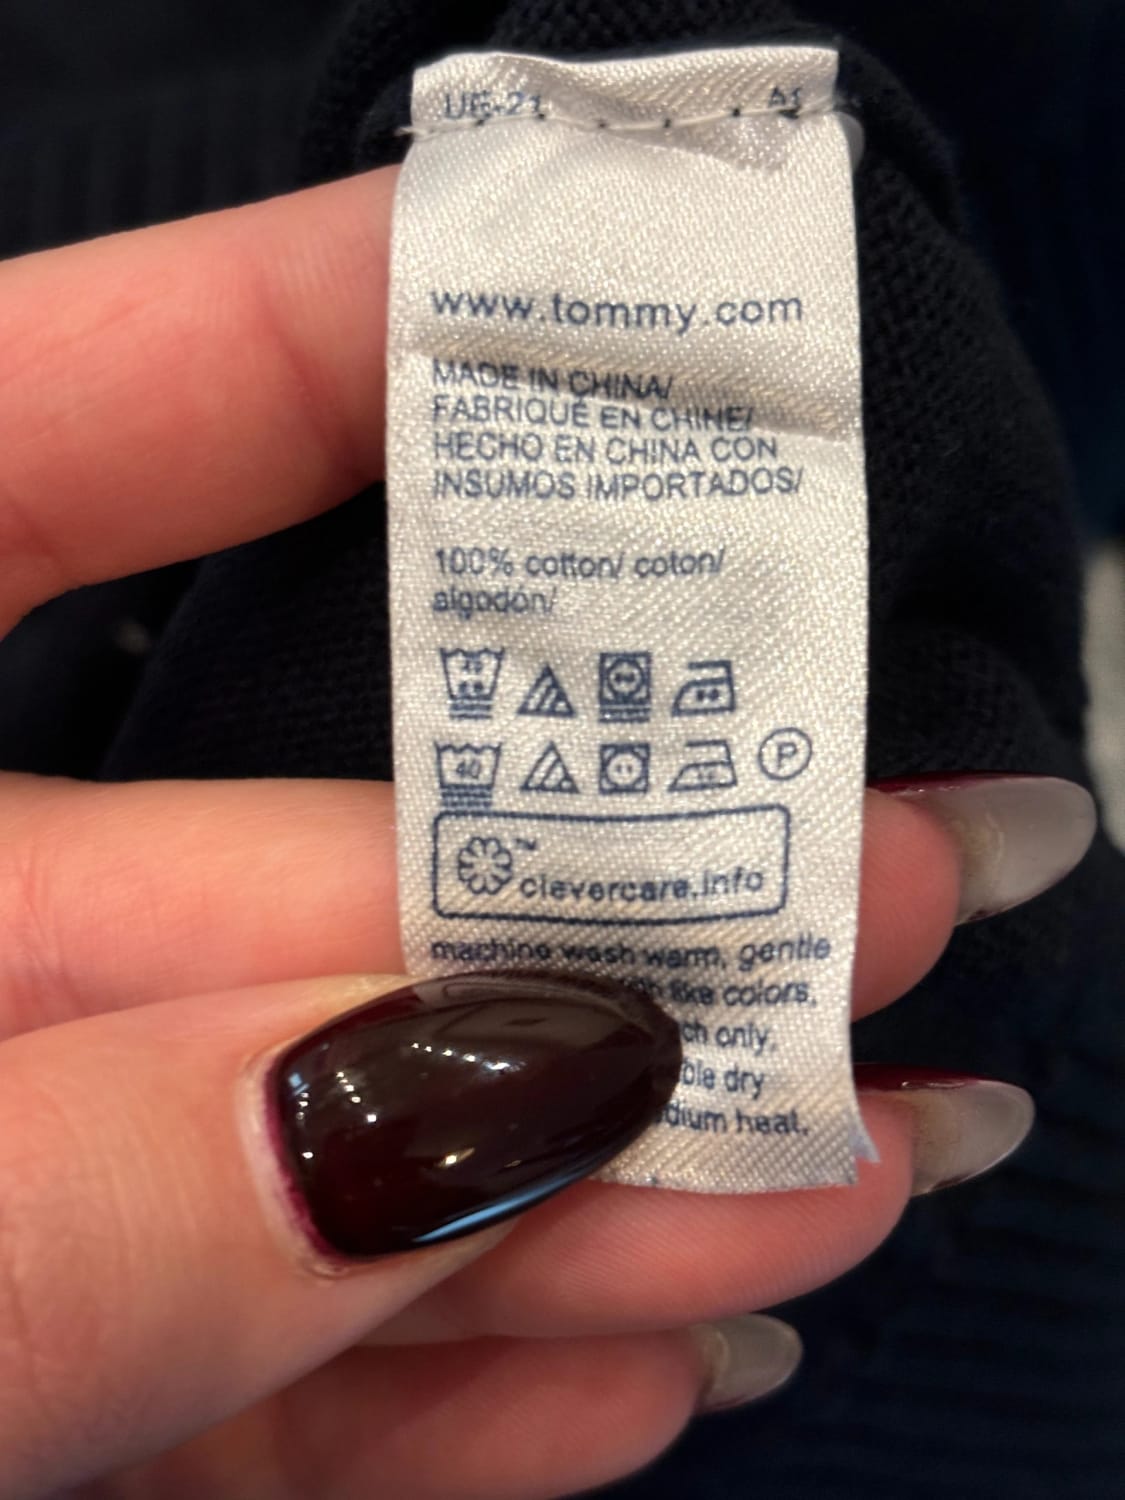 www.tommy.com
MADE IN CHINA/
FABRIQUÉ EN CHINE/
HECHO EN CHINA CON
INSUMOS IMPORTADOS/
100% cotton/ coton/
algodón/
40
P
TM
clevercare.info
machine wash warm, gentle
like colors,
only,
dry
heat.